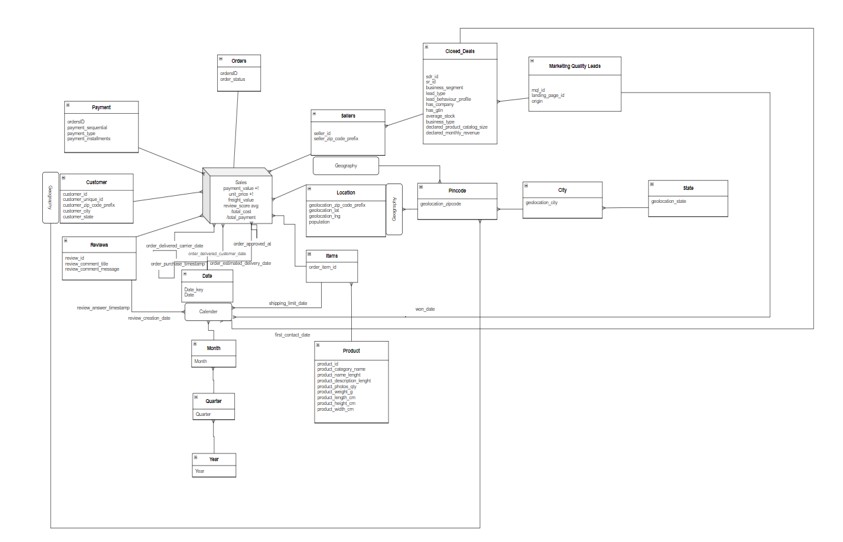 Orders
ordersID
order_status
Closed_Deals
sdr_id
sr_id
business_segment
lead_type
lead_behaviour_profile
has_company
has_gtin
average_stock
business_type
declared_product_catalog_size
declared_monthly_revenue
Marketing Quality Leads
mql_id
landing_page_id
origin
Payment
ordersID
payment_sequential
payment_type
payment_installments
Sellers
seller_id
seller_zip_code_prefix
Geography
Sales
payment_value +/
unit_price +/
freight_value
review_score avg
/total_cost
/total_payment
Geography
Customer
customer_id
customer_unique_id
customer_zip_code_prefix
customer_city
customer_state
Location
geolocation_zip_code_prefix
geolocation_lat
geolocation_lng
population
Geography
Pincode
geolocation_zipcode
City
geolocation_city
State
geolocation_state
Reviews
review_id
review_comment_title
review_comment_message
order_delivered_carrier_date
order_approved_at
order_delivered_customer_date
order_purchase_timestamp
order_estimated_delivery_date
Items
order_item_id
Date
Date_key
Date
Calender
review_answer_timestamp
review_creation_date
shipping_limit_date
won_date
first_contact_date
Month
Month
Product
product_id
product_category_name
product_name_lenght
product_description_lenght
product_photos_qty
product_weight_g
product_length_cm
product_height_cm
product_width_cm
Quarter
Quarter
Year
Year